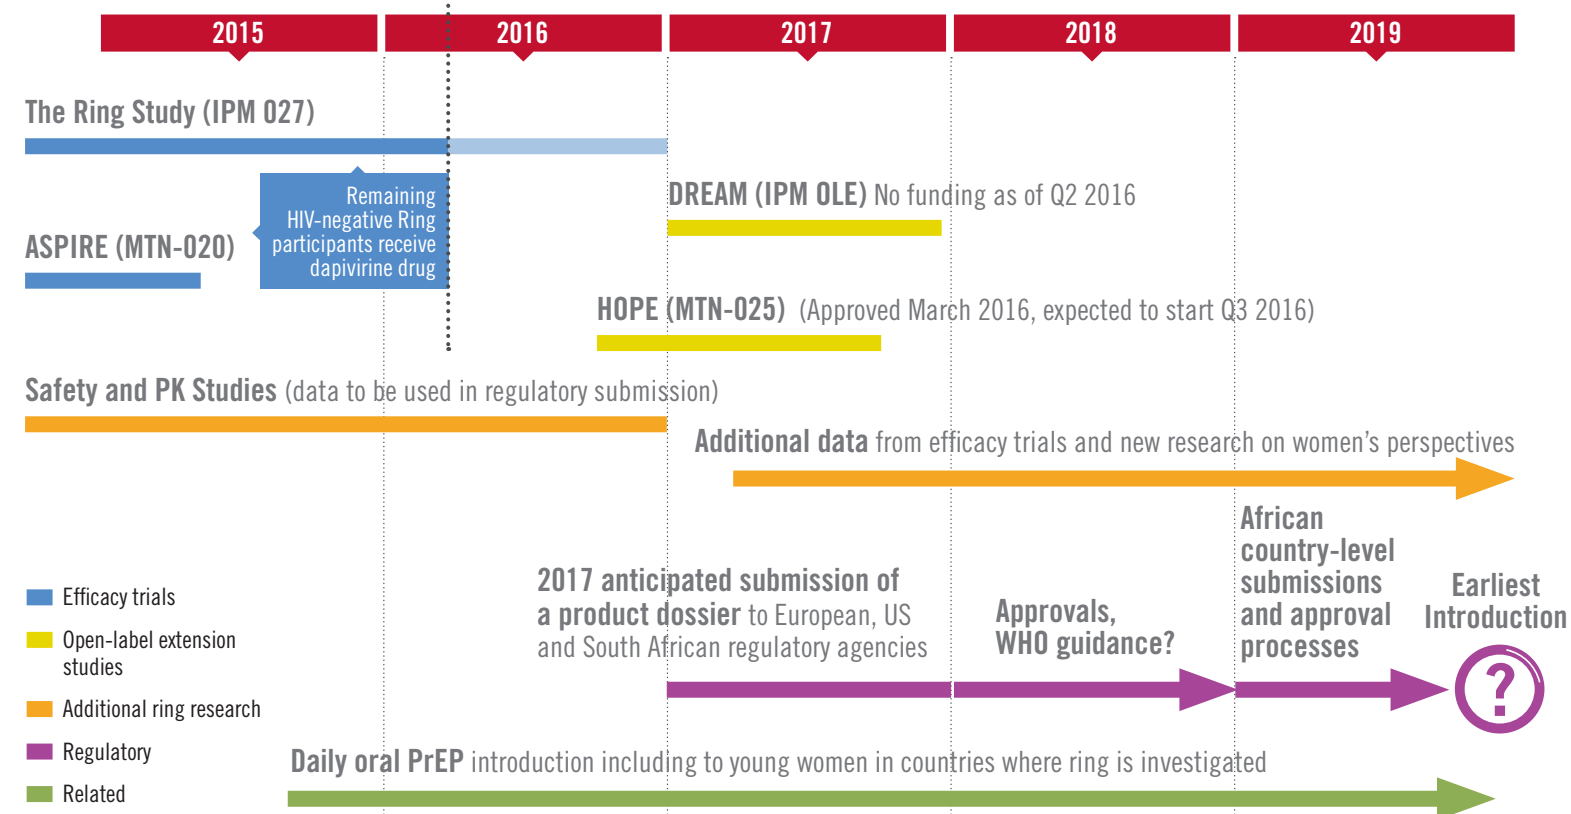 2015 2016 2017 2018 2019
The Ring Study (IPM 027)
Remaining
HIV-negative Ring
participants receive
dapivirine drug
DREAM (IPM OLE) No funding as of Q2 2016
ASPIRE (MTN-020)
HOPE (MTN-025) (Approved March 2016, expected to start Q3 2016)
Safety and PK Studies (data to be used in regulatory submission)
Additional data from efficacy trials and new research on women’s perspectives
2017 anticipated submission of
a product dossier to European, US
and South African regulatory agencies
Approvals,
WHO guidance?
African
country-level
submissions
and approval
processes
Earliest
Introduction
?
Efficacy trials
Open-label extension
studies
Additional ring research
Regulatory
Related
Daily oral PrEP introduction including to young women in countries where ring is investigated